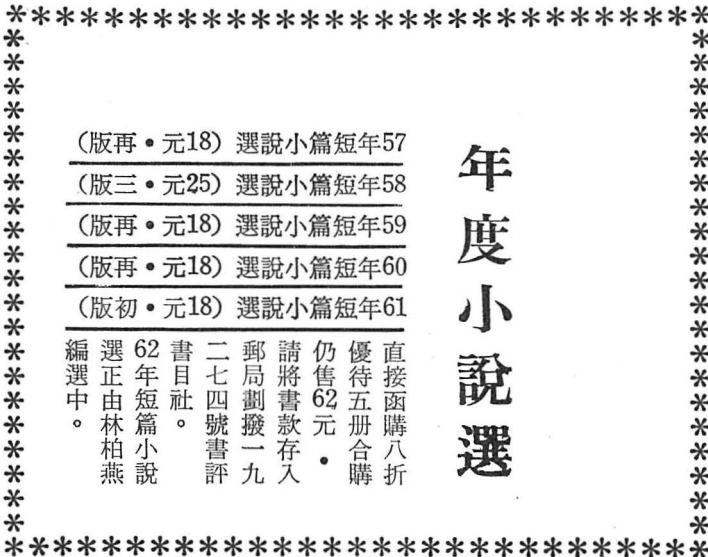 年度小說選
57年短篇小說選（18元•再版）
58年短篇小說選（25元•三版）
59年短篇小說選（18元•再版）
60年短篇小說選（18元•再版）
61年短篇小說選（18元•初版）
直接函購八折
優待五册合購
仍售62元•
請將書款存入
郵局劃撥一九
二七四號書評
書目社。
62年短篇小說
選正由林柏燕
編選中。